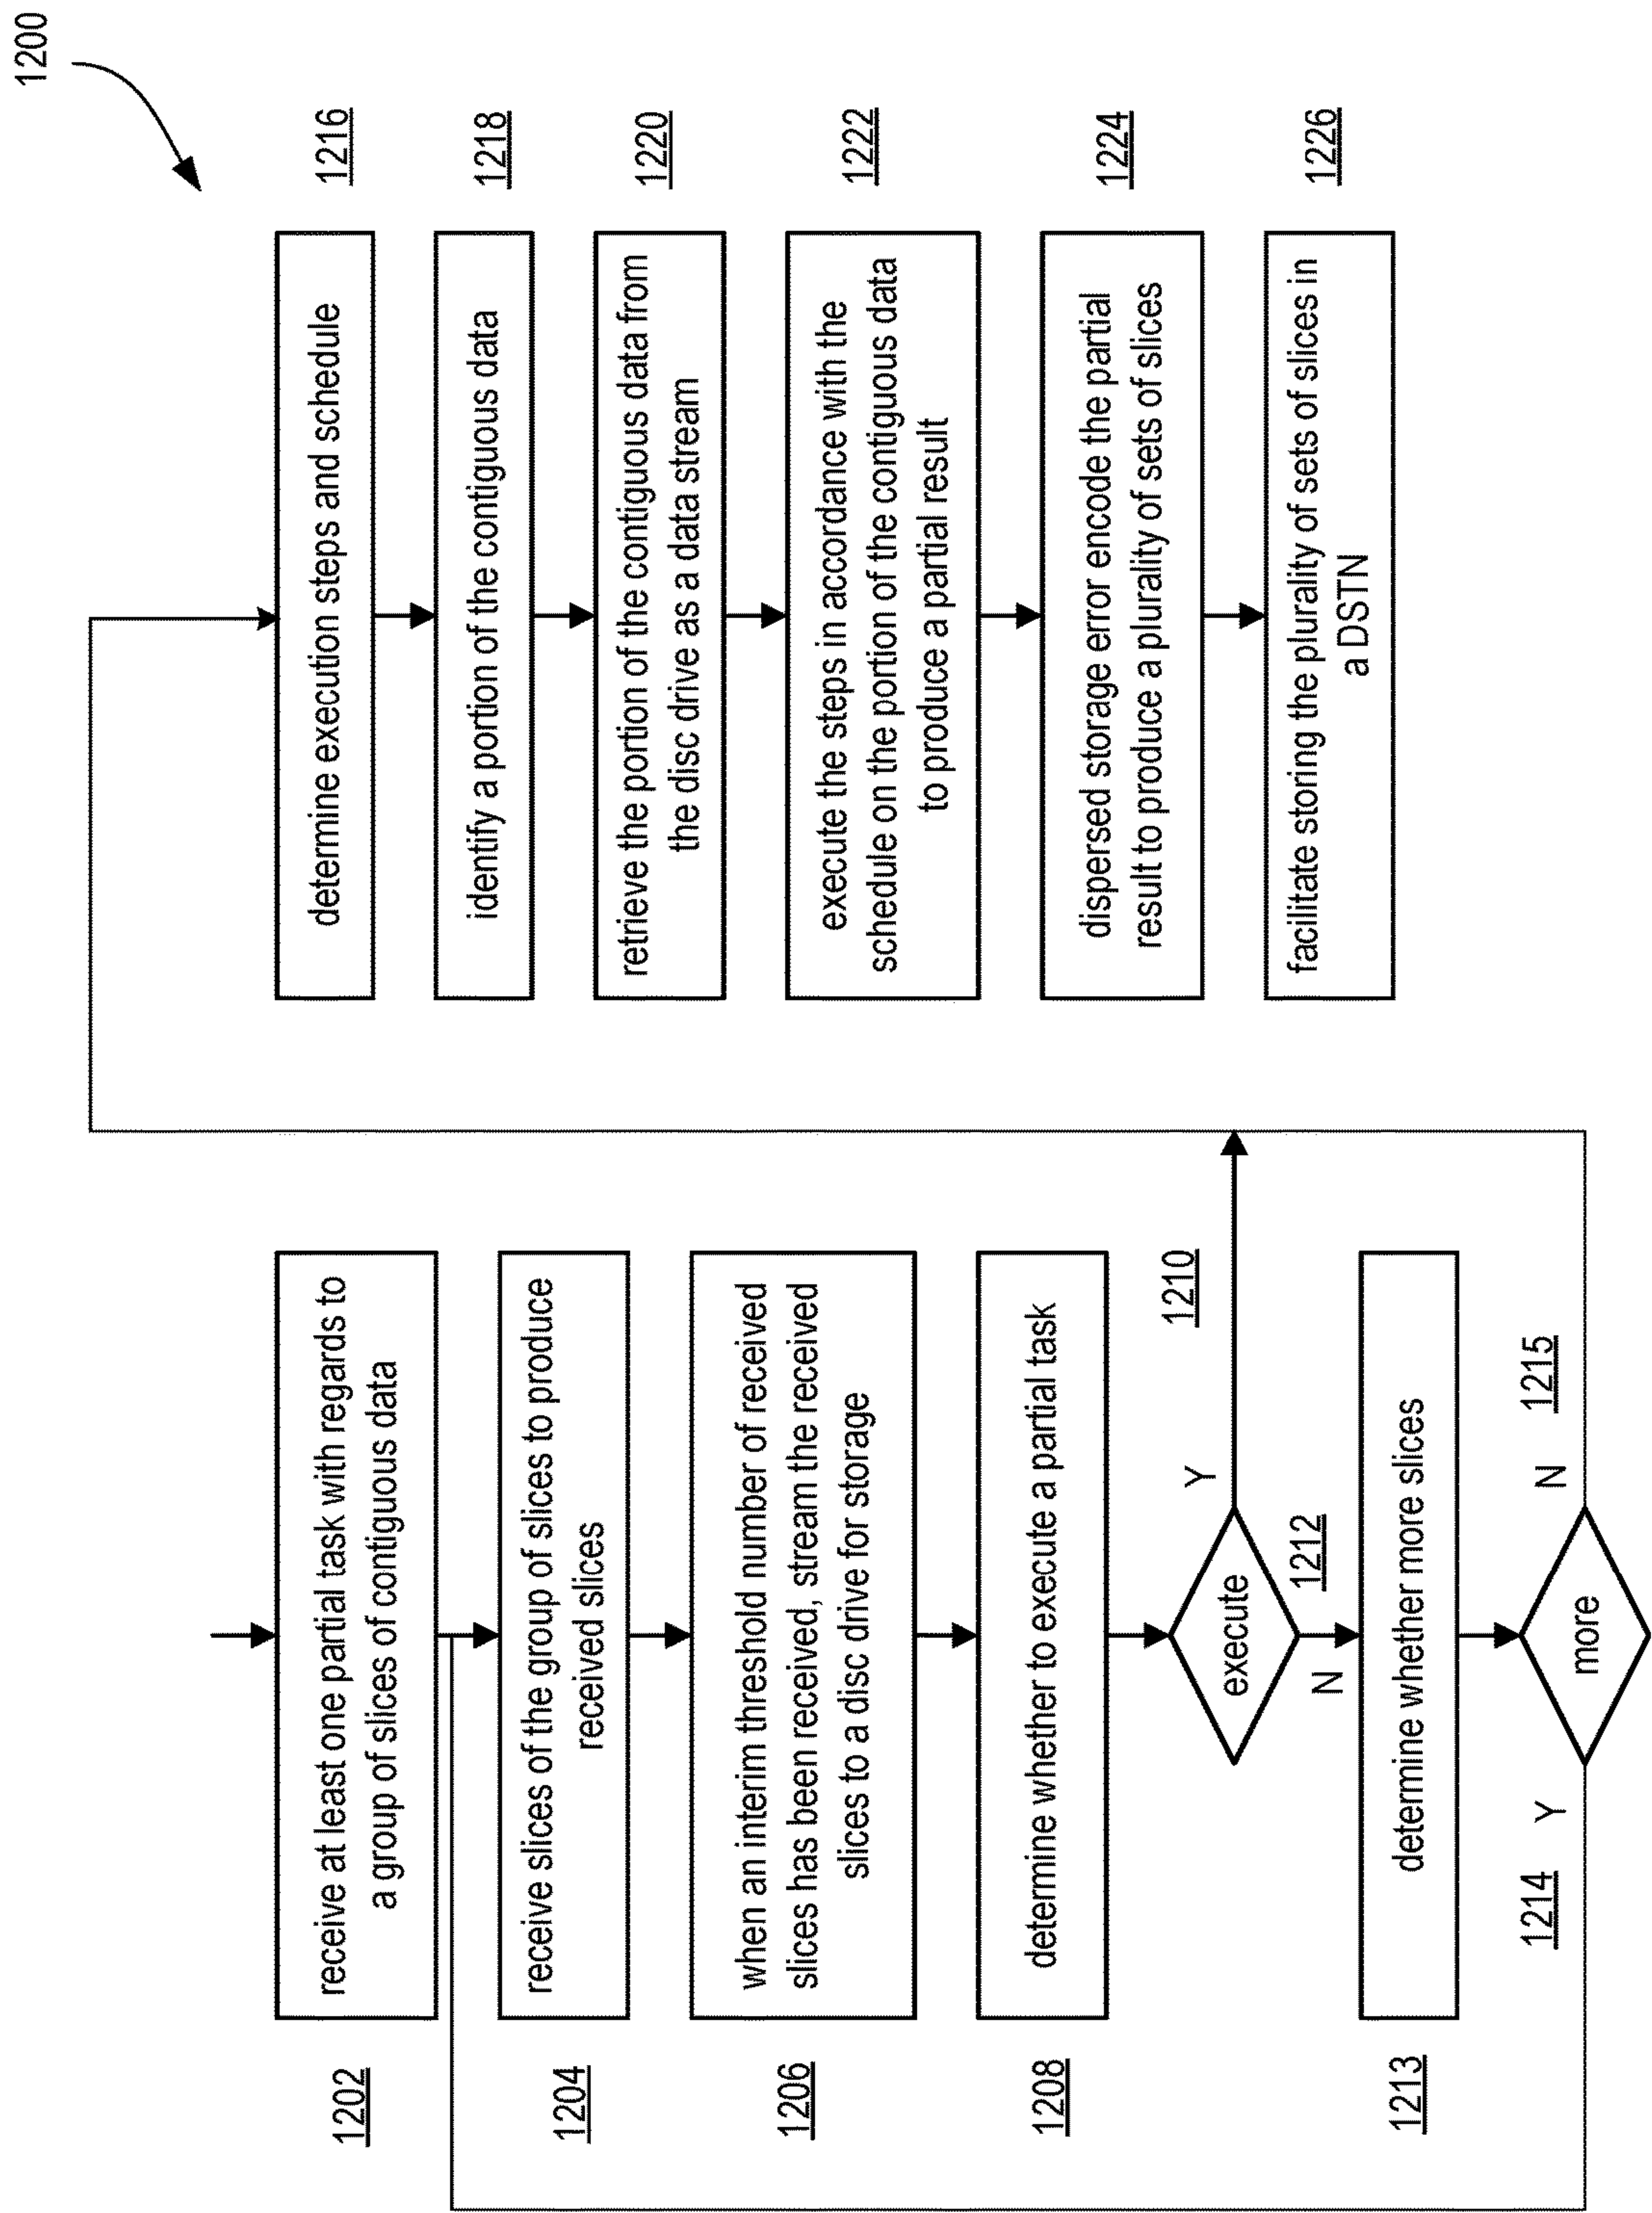 1200
1202
receive at least one partial task with regards to
a group of slices of contiguous data
1204
receive slices of the group of slices to produce
received slices
1206
when an interim threshold number of received
slices has been received, stream the received
slices to a disc drive for storage
1208
determine whether to execute a partial task
execute
Y
1210
N
1212
1213
determine whether more slices
1214
Y
more
N
1215
determine execution steps and schedule
1216
identify a portion of the contiguous data
1218
retrieve the portion of the contiguous data from
the disc drive as a data stream
1220
execute the steps in accordance with the
schedule on the portion of the contiguous data
to produce a partial result
1222
dispersed storage error encode the partial
result to produce a plurality of sets of slices
1224
facilitate storing the plurality of sets of slices in
a DSTN
1226